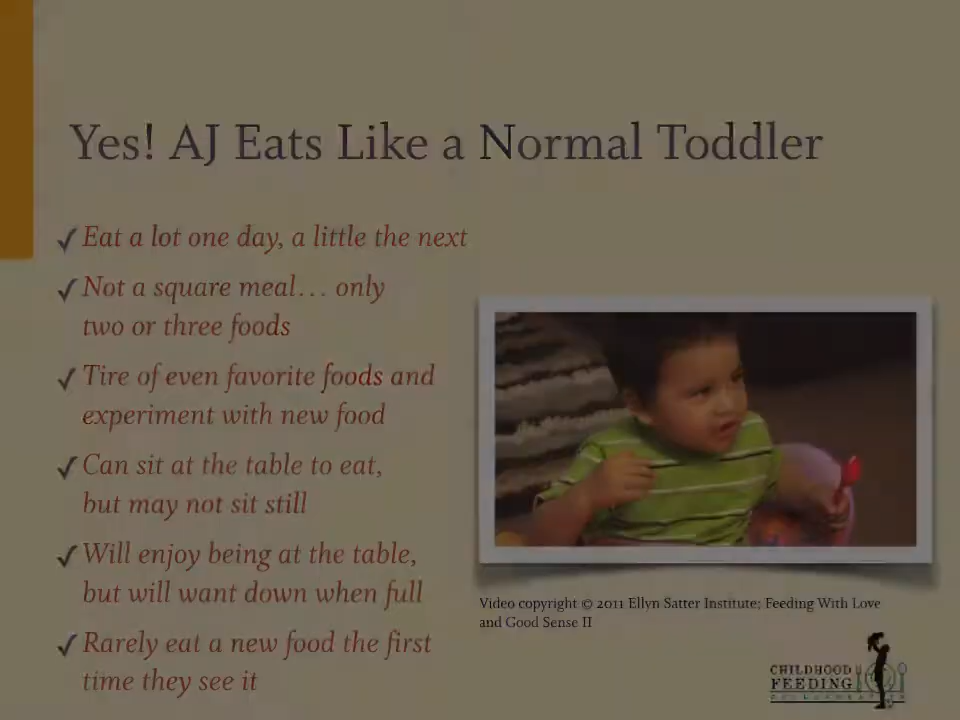 Yes! AJ Eats Like a Normal Toddler
✓ Eat a lot one day, a little the next
✓ Not a square meal… only
two or three foods
✓ Tire of even favorite foods and
experiment with new food
✓ Can sit at the table to eat,
but may not sit still
✓ Will enjoy being at the table,
but will want down when full
✓ Rarely eat a new food the first
time they see it
Video copyright © 2011 Ellyn Satter Institute; Feeding With Love
and Good Sense II
CHILDHOOD
FEEDING